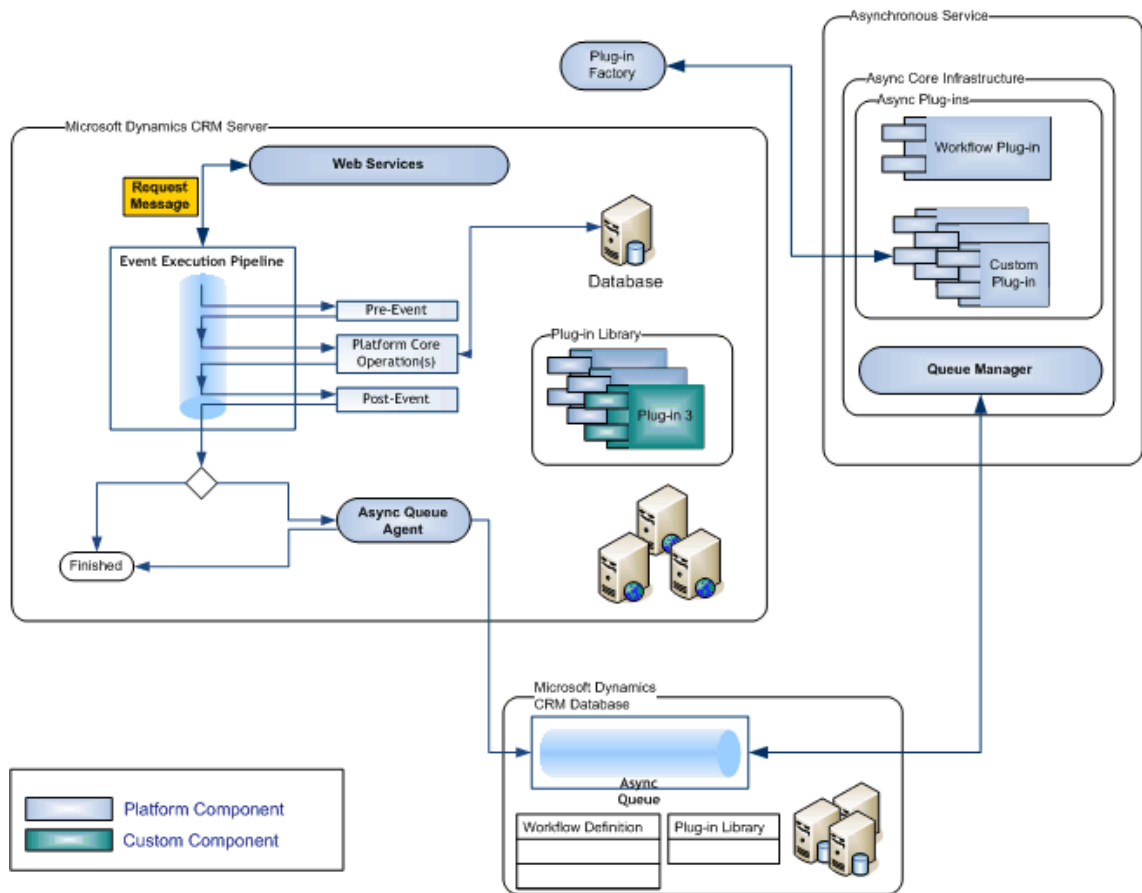 Asynchronous Service
Plug-in
Factory
Async Core Infrastructure
Async Plug-ins
Workflow Plug-in
Custom
Plug-in
Queue Manager
Microsoft Dynamics CRM Server
Web Services
Request
Message
Event Execution Pipeline
Pre-Event
Platform Core
Operation(s)
Post-Event
Database
Plug-in Library
Plug-in 3
Async Queue
Agent
Finished
Microsoft Dynamics
CRM Database
Async
Queue
Workflow Definition
Plug-in Library
Platform Component
Custom Component